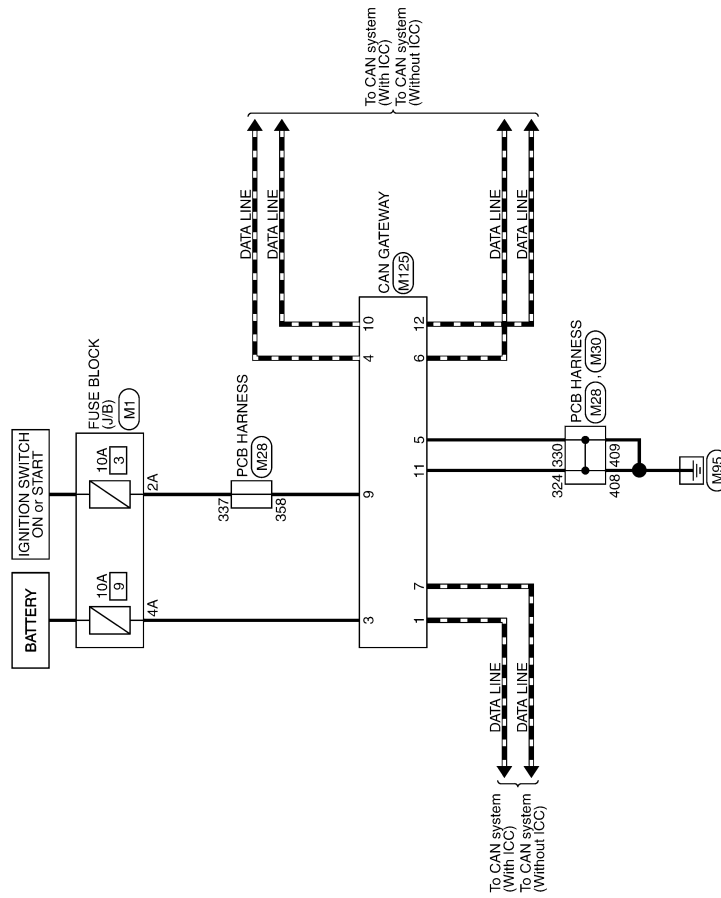 BATTERY
IGNITION SWITCH
ON or START
FUSE BLOCK
(J/B)
M1
10A
9
10A
3
4A
2A
337
358
PCB HARNESS
M28
DATA LINE
DATA LINE
DATA LINE
DATA LINE
To CAN system
(With ICC)
To CAN system
(Without ICC)
CAN GATEWAY
M125
3
9
4
10
1
7
11
5
6
12
324
330
408
409
PCB HARNESS
M28 , M30
M95
DATA LINE
DATA LINE
To CAN system
(With ICC)
To CAN system
(Without ICC)